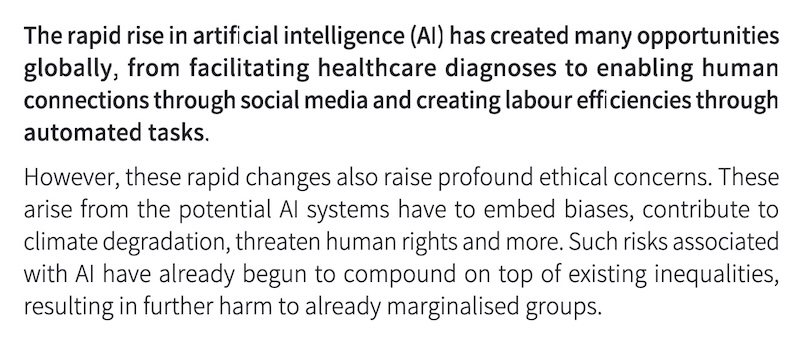 The rapid rise in artificial intelligence (AI) has created many opportunities
globally, from facilitating healthcare diagnoses to enabling human
connections through social media and creating labour efficiencies through
automated tasks.
However, these rapid changes also raise profound ethical concerns. These
arise from the potential AI systems have to embed biases, contribute to
climate degradation, threaten human rights and more. Such risks associated
with AI have already begun to compound on top of existing inequalities,
resulting in further harm to already marginalised groups.